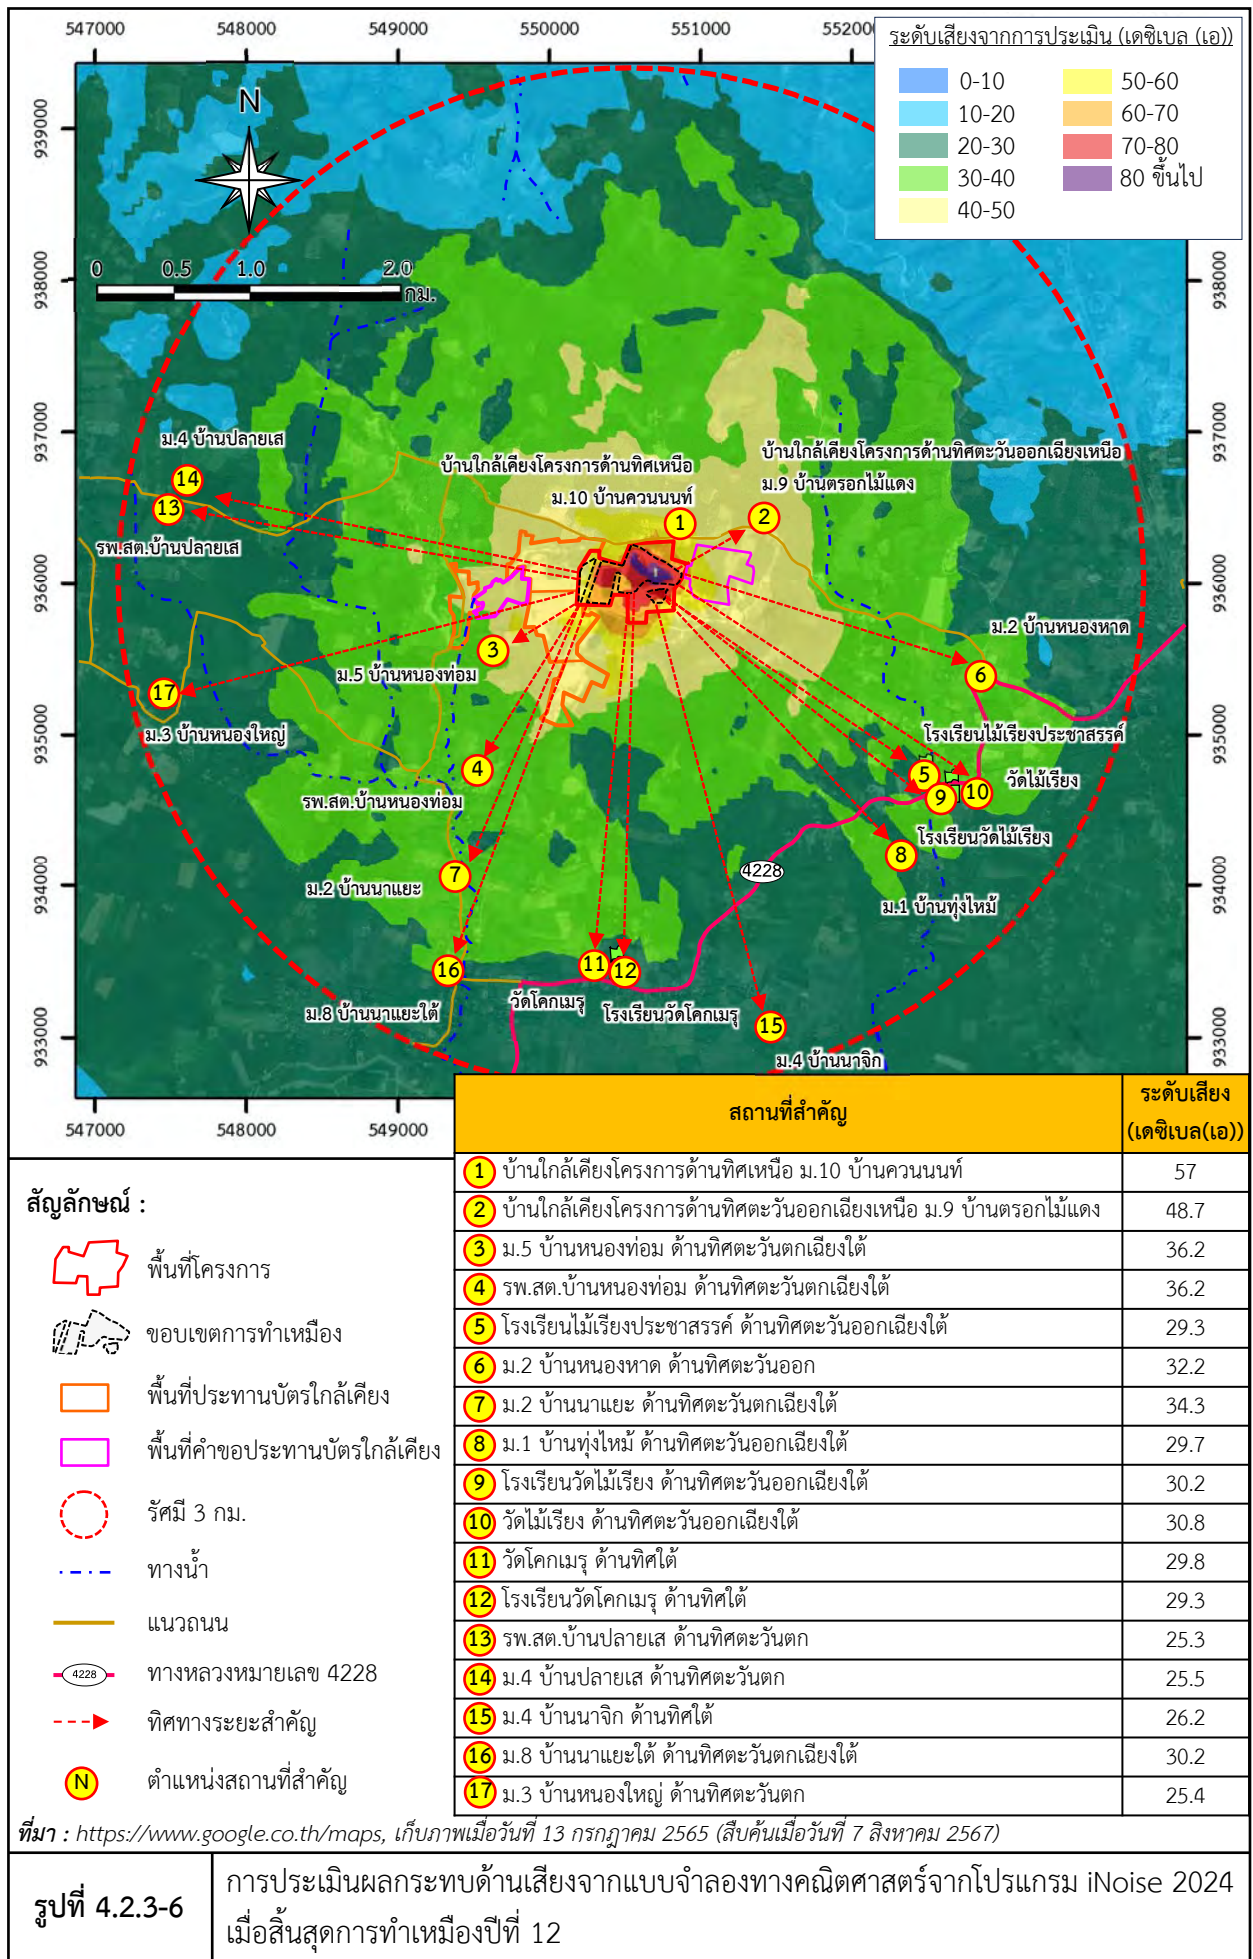 547000 548000 549000 550000 551000 552000
ระดับเสียงจากการประเมิน (เดซิเบล (เอ))
0-10 50-60
10-20 60-70
20-30 70-80
30-40 80 ขึ้นไป
40-50
N
0 0.5 1.0 2.0
กม.
939000
938000 938000
937000 937000
936000 936000
935000 935000
934000 934000
933000 933000
ม.4 บ้านปลายเส
14
13
รพ.สต.บ้านปลายเส
บ้านใกล้เคียงโครงการด้านทิศเหนือ
ม.10 บ้านควนนนท์
1
บ้านใกล้เคียงโครงการด้านทิศตะวันออกเฉียงเหนือ
ม.9 บ้านตรอกไม้แดง
2
ม.2 บ้านหนองหาด
6
3
ม.5 บ้านหนองท่อม
17
ม.3 บ้านหนองใหญ่
4
รพ.สต.บ้านหนองท่อม
โรงเรียนไม้เรียงประชาสรรค์
5
9
10
วัดไม้เรียง
โรงเรียนวัดไม้เรียง
8
ม.1 บ้านทุ่งไหม้
4228
7
ม.2 บ้านนาแยะ
16
ม.8 บ้านนาแยะใต้
11
12
วัดโคกเมรุ
โรงเรียนวัดโคกเมรุ
15
ม.4 บ้านนาจิก
547000 548000 549000
สถานที่สำคัญ
ระดับเสียง
(เดซิเบล(เอ))
1 บ้านใกล้เคียงโครงการด้านทิศเหนือ ม.10 บ้านควนนนท์ 57
2 บ้านใกล้เคียงโครงการด้านทิศตะวันออกเฉียงเหนือ ม.9 บ้านตรอกไม้แดง 48.7
3 ม.5 บ้านหนองท่อม ด้านทิศตะวันตกเฉียงใต้ 36.2
4 รพ.สต.บ้านหนองท่อม ด้านทิศตะวันตกเฉียงใต้ 36.2
5 โรงเรียนไม้เรียงประชาสรรค์ ด้านทิศตะวันออกเฉียงใต้ 29.3
6 ม.2 บ้านหนองหาด ด้านทิศตะวันออก 32.2
7 ม.2 บ้านนาแยะ ด้านทิศตะวันตกเฉียงใต้ 34.3
8 ม.1 บ้านทุ่งไหม้ ด้านทิศตะวันออกเฉียงใต้ 29.7
9 โรงเรียนวัดไม้เรียง ด้านทิศตะวันออกเฉียงใต้ 30.2
10 วัดไม้เรียง ด้านทิศตะวันออกเฉียงใต้ 30.8
11 วัดโคกเมรุ ด้านทิศใต้ 29.8
12 โรงเรียนวัดโคกเมรุ ด้านทิศใต้ 29.3
13 รพ.สต.บ้านปลายเส ด้านทิศตะวันตก 25.3
14 ม.4 บ้านปลายเส ด้านทิศตะวันตก 25.5
15 ม.4 บ้านนาจิก ด้านทิศใต้ 26.2
16 ม.8 บ้านนาแยะใต้ ด้านทิศตะวันตกเฉียงใต้ 30.2
17 ม.3 บ้านหนองใหญ่ ด้านทิศตะวันตก 25.4
สัญลักษณ์ :
พื้นที่โครงการ
ขอบเขตการทำเหมือง
พื้นที่ประทานบัตรใกล้เคียง
พื้นที่คำขอประทานบัตรใกล้เคียง
รัศมี 3 กม.
ทางน้ำ
แนวถนน
4228 ทางหลวงหมายเลข 4228
ทิศทางระยะสำคัญ
N ตำแหน่งสถานที่สำคัญ
ที่มา : https://www.google.co.th/maps, เก็บภาพเมื่อวันที่ 13 กรกฎาคม 2565 (สืบค้นเมื่อวันที่ 7 สิงหาคม 2567)
รูปที่ 4.2.3-6
การประเมินผลกระทบด้านเสียงจากแบบจำลองทางคณิตศาสตร์จากโปรแกรม iNoise 2024
เมื่อสิ้นสุดการทำเหมืองปีที่ 12